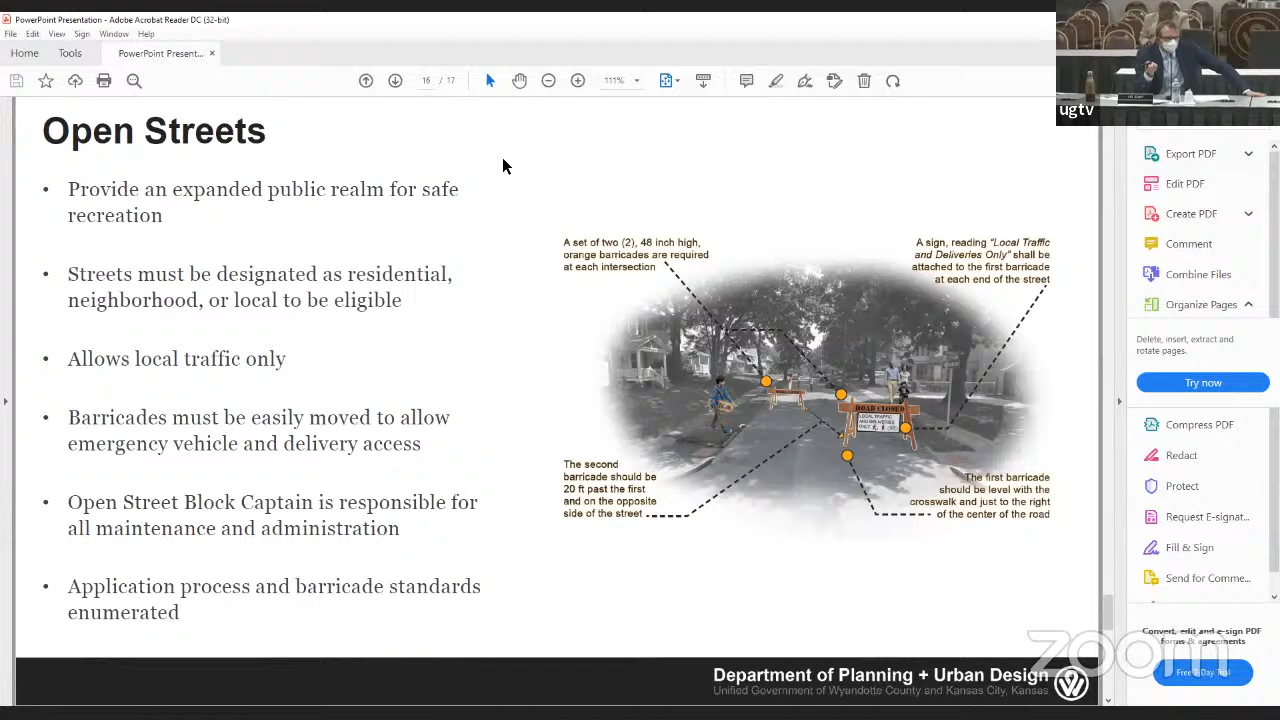 PowerPoint Presentation - Adobe Acrobat Reader DC (32-bit)
File Edit View Sign Window Help
Home Tools PowerPoint Present... ×
16 / 17 111%
ugtv
Open Streets
• Provide an expanded public realm for safe
recreation
• Streets must be designated as residential,
neighborhood, or local to be eligible
• Allows local traffic only
• Barricades must be easily moved to allow
emergency vehicle and delivery access
• Open Street Block Captain is responsible for
all maintenance and administration
• Application process and barricade standards
enumerated
A set of two (2), 48 inch high,
orange barricades are required
at each intersection
A sign, reading “Local Traffic
and Deliveries Only” shall be
attached to the first barricade
at each end of the street
ROAD CLOSED
LOCAL TRAFFIC
AND DELIVERIES
ONLY
The second
barricade should be
20 ft past the first
and on the opposite
side of the street
The first barricade
should be level with the
crosswalk and just to the right
of the center of the road
Department of Planning + Urban Design
Unified Government of Wyandotte County and Kansas City, Kansas
Export PDF
Edit PDF
Create PDF
Comment
Combine Files
Organize Pages
Delete, insert, extract and
rotate pages.
Try now
Compress PDF
Redact
Protect
Request E-signat...
Fill & Sign
Send for Comme...
Convert, edit and e-sign PDF
forms & agreements
Free 7-Day Trial
zoom